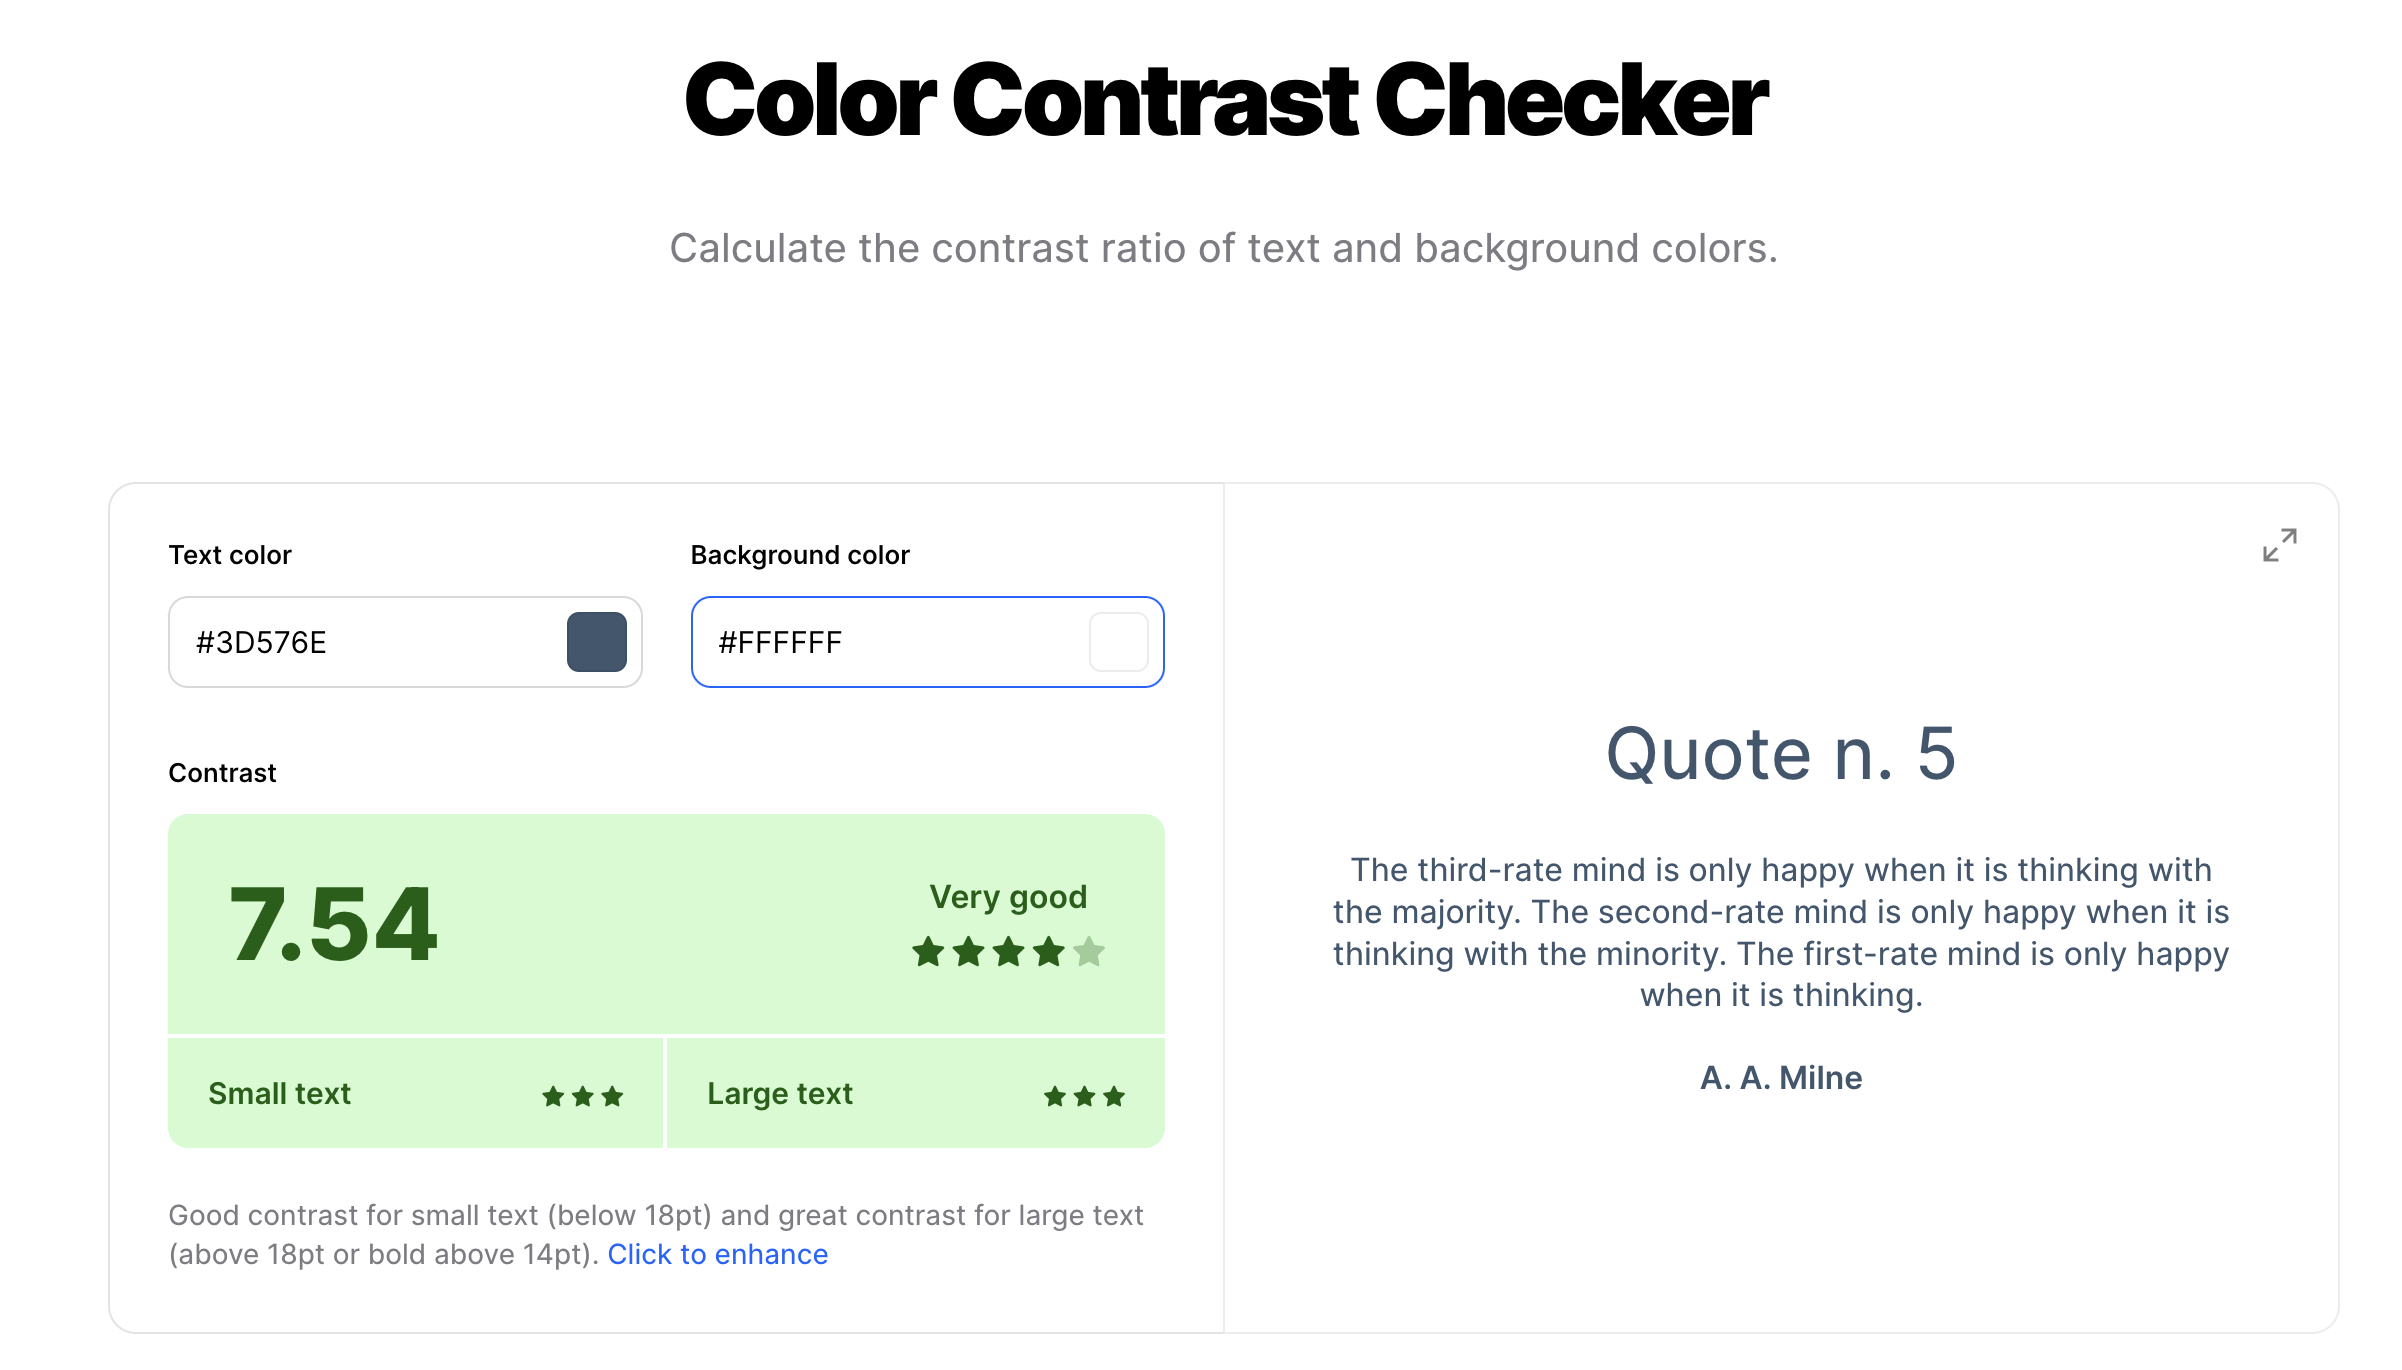 Color Contrast Checker
Calculate the contrast ratio of text and background colors.
Text color
#3D576E
Background color
#FFFFFF
Contrast
7.54
Very good
Small text
Large text
Good contrast for small text (below 18pt) and great contrast for large text
(above 18pt or bold above 14pt). Click to enhance
Quote n. 5
The third-rate mind is only happy when it is thinking with
the majority. The second-rate mind is only happy when it is
thinking with the minority. The first-rate mind is only happy
when it is thinking.
A. A. Milne